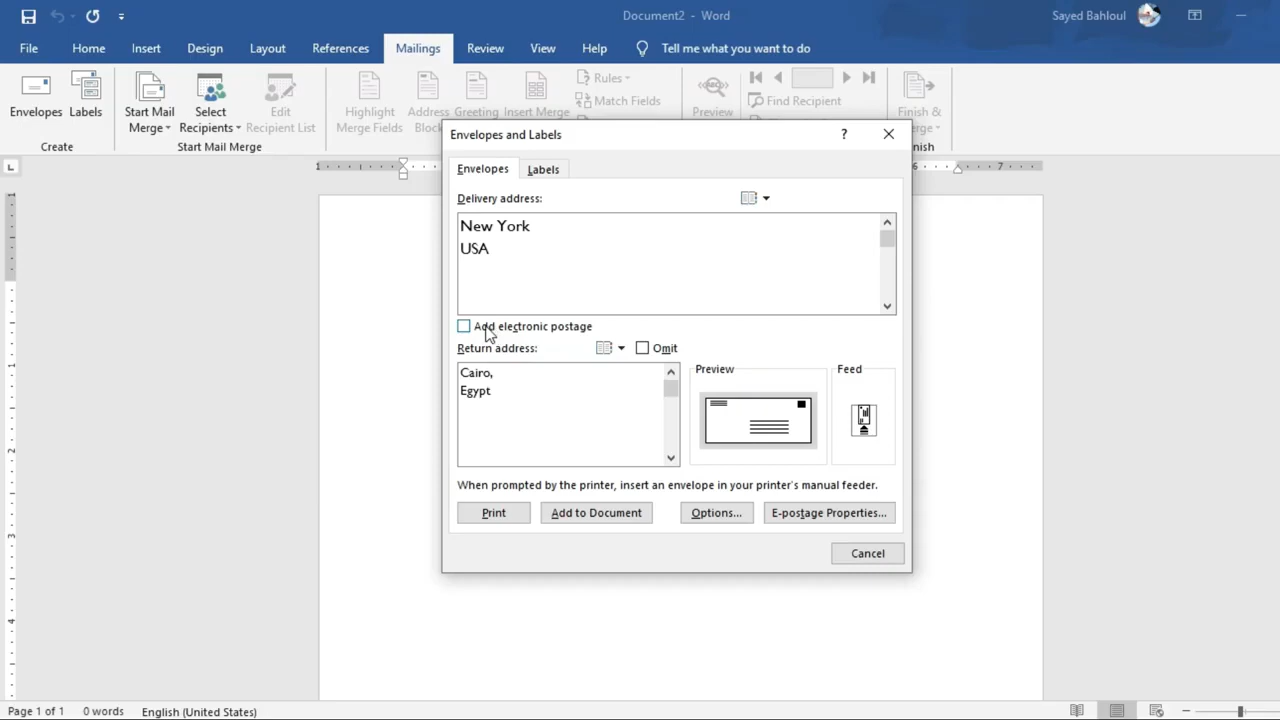 Document2 - Word
Sayed Bahloul
File Home Insert Design Layout References Mailings Review View Help Tell me what you want to do
Envelopes Labels
Create
Start Mail Merge Select Recipients Edit Recipient List
Start Mail Merge
Highlight Merge Fields Address Block Greeting Insert Merge
Rules
Match Fields
Preview
Find Recipient
Finish & Merge
Envelopes and Labels
?
Envelopes Labels
Delivery address:
New York
USA
Add electronic postage
Return address: Omit
Cairo,
Egypt
Preview Feed
When prompted by the printer, insert an envelope in your printer's manual feeder.
Print Add to Document Options... E-postage Properties...
Cancel
Page 1 of 1 0 words English (United States)